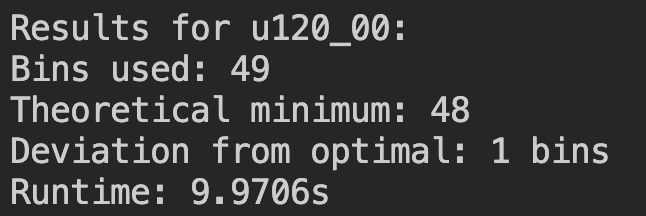 Results for u120_00:
Bins used: 49
Theoretical minimum: 48
Deviation from optimal: 1 bins
Runtime: 9.9706s